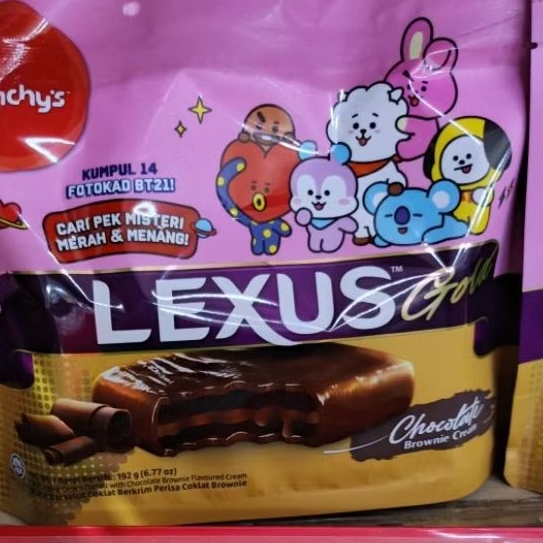 nchy's
KUMPUL 14
FOTOKAD BT21!
CARI PEK MISTERI
MERAH & MENANG!
LEXUS™ Gold
Chocolate
Brownie Cream
192 g (6.77 oz)
with Chocolate Brownie Flavoured Cream
Coklat Berkrim Perisa Coklat Brownie